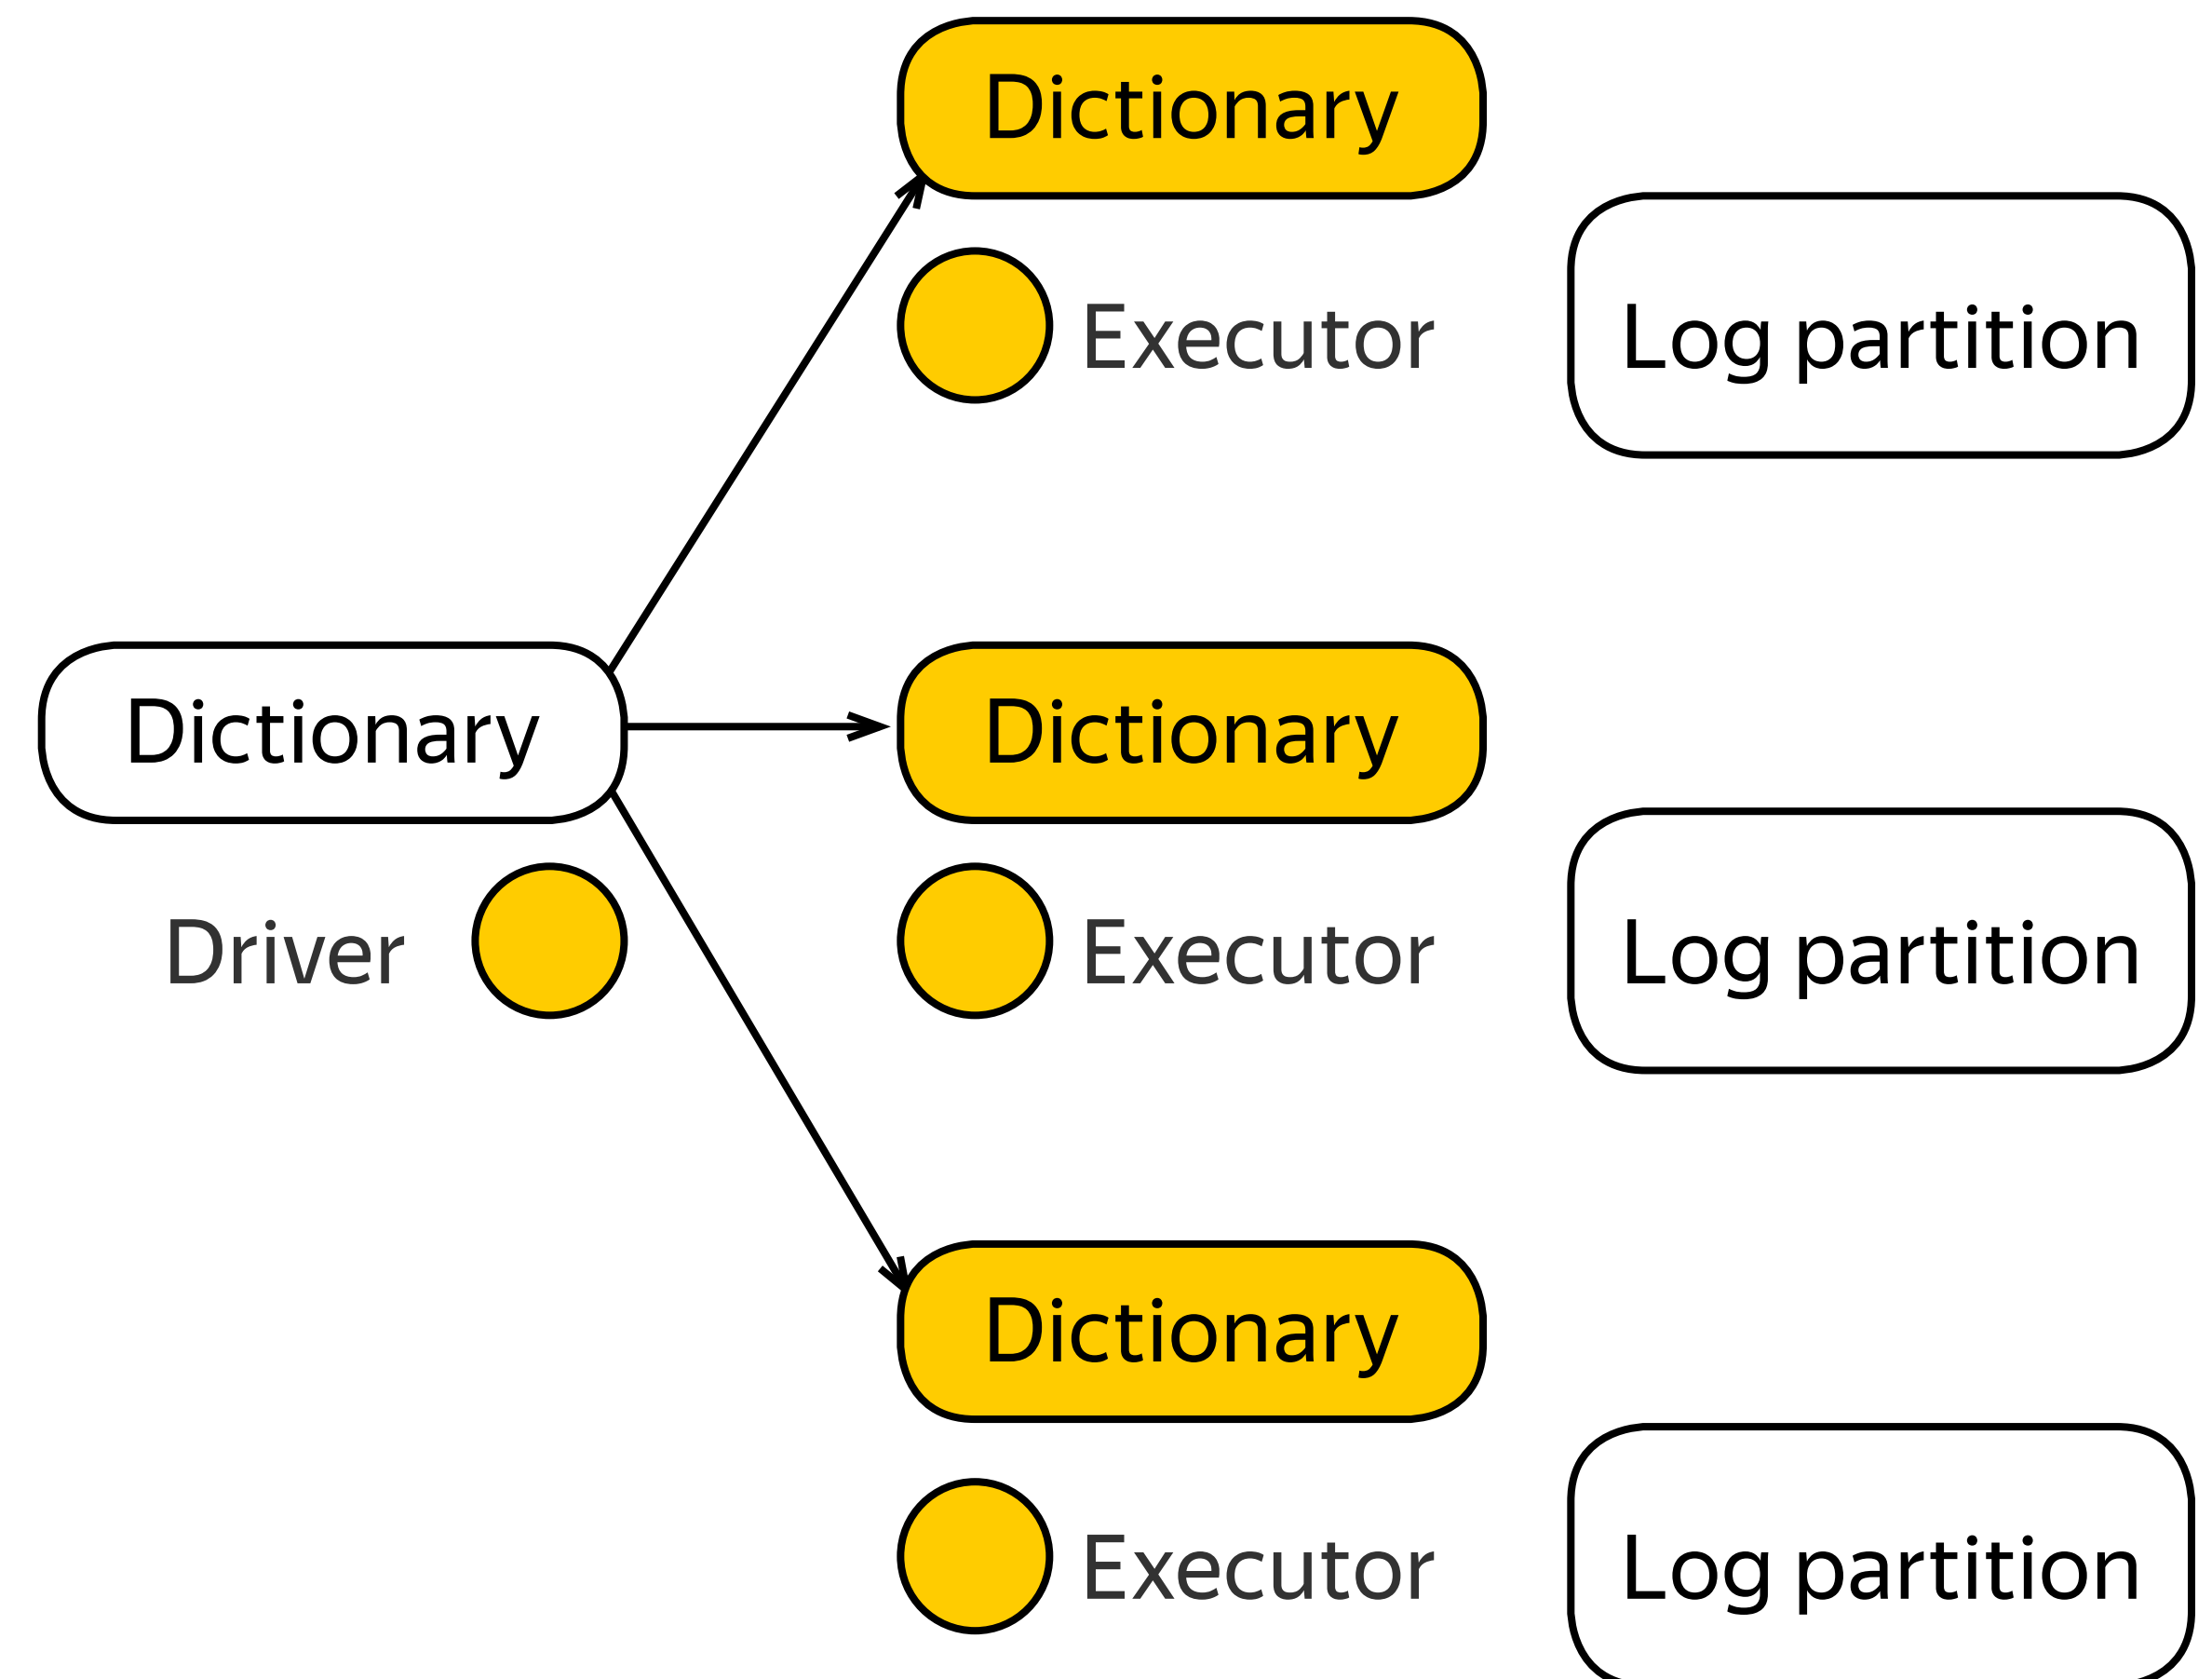 Dictionary
Executor
Log partition
Dictionary
Dictionary
Driver
Executor
Log partition
Dictionary
Executor
Log partition